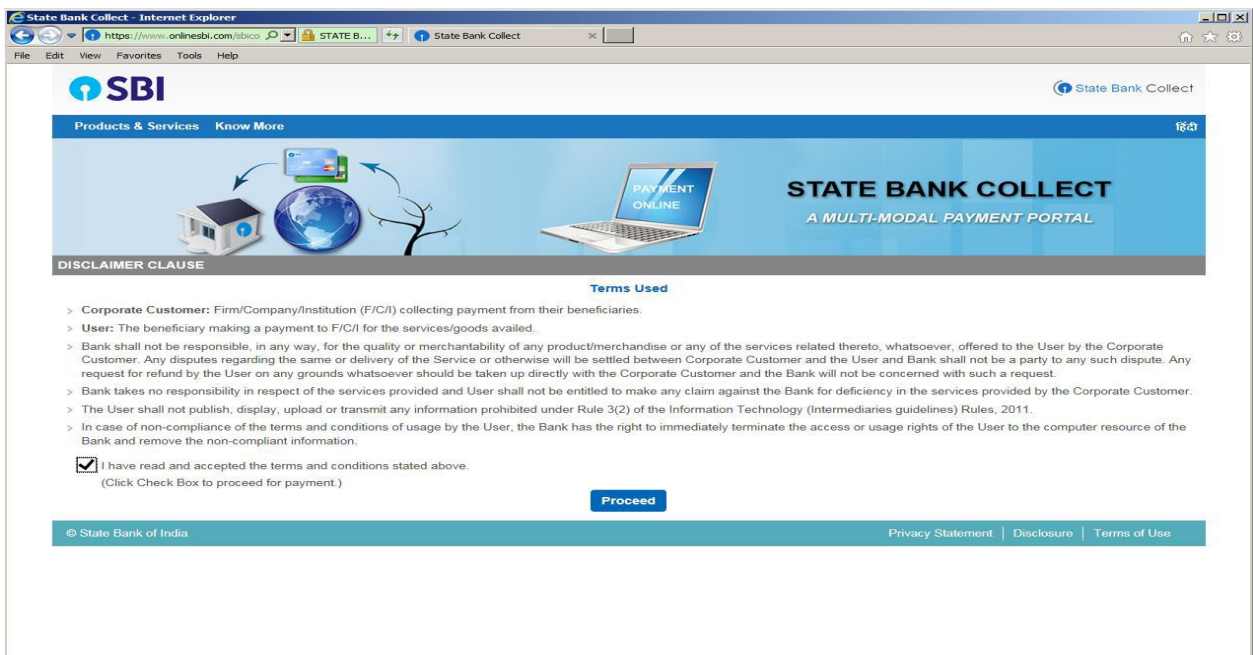 State Bank Collect - Internet Explorer
https://www.onlinesbi.com/sbico STATE B... State Bank Collect
File Edit View Favorites Tools Help
SBI State Bank Collect
Products & Services Know More हिंदी
PAYMENT
ONLINE
STATE BANK COLLECT
A MULTI-MODAL PAYMENT PORTAL
DISCLAIMER CLAUSE
Terms Used
> Corporate Customer: Firm/Company/Institution (F/C/I) collecting payment from their beneficiaries.
> User: The beneficiary making a payment to F/C/I for the services/goods availed.
> Bank shall not be responsible, in any way, for the quality or merchantability of any product/merchandise or any of the services related thereto, whatsoever, offered to the User by the Corporate
Customer. Any disputes regarding the same or delivery of the Service or otherwise will be settled between Corporate Customer and the User and Bank shall not be a party to any such dispute. Any
request for refund by the User on any grounds whatsoever should be taken up directly with the Corporate Customer and the Bank will not be concerned with such a request.
> Bank takes no responsibility in respect of the services provided and User shall not be entitled to make any claim against the Bank for deficiency in the services provided by the Corporate Customer.
> The User shall not publish, display, upload or transmit any information prohibited under Rule 3(2) of the Information Technology (Intermediaries guidelines) Rules, 2011.
> In case of non-compliance of the terms and conditions of usage by the User, the Bank has the right to immediately terminate the access or usage rights of the User to the computer resource of the
Bank and remove the non-compliant information.
I have read and accepted the terms and conditions stated above.
(Click Check Box to proceed for payment.)
Proceed
© State Bank of India Privacy Statement | Disclosure | Terms of Use